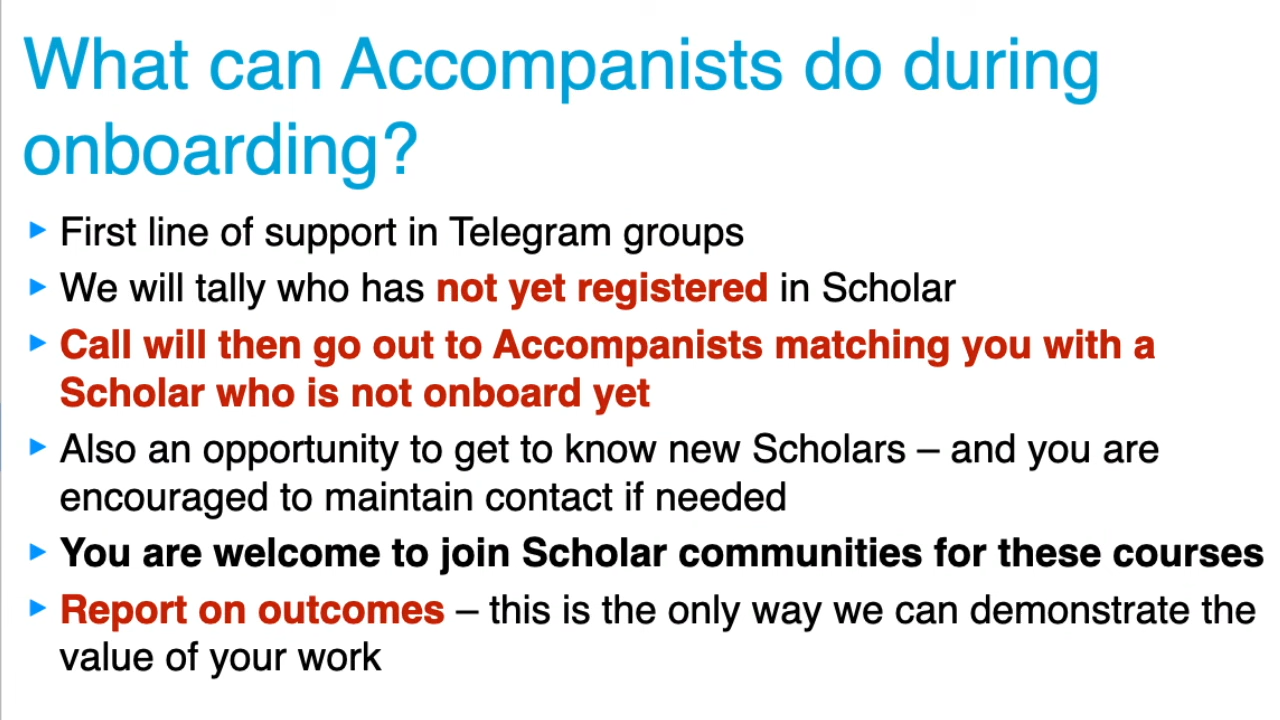 What can Accompanists do during
onboarding?
▶ First line of support in Telegram groups
▶ We will tally who has not yet registered in Scholar
▶ Call will then go out to Accompanists matching you with a
Scholar who is not onboard yet
▶ Also an opportunity to get to know new Scholars – and you are
encouraged to maintain contact if needed
▶ You are welcome to join Scholar communities for these courses
▶ Report on outcomes – this is the only way we can demonstrate the
value of your work